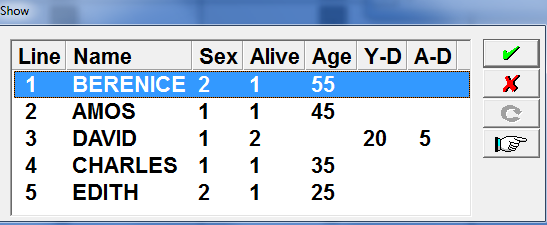 Show
Line Name Sex Alive Age Y-D A-D
1 BERENICE 2 1 55
2 AMOS 1 1 45
3 DAVID 1 2 20 5
4 CHARLES 1 1 35
5 EDITH 2 1 25